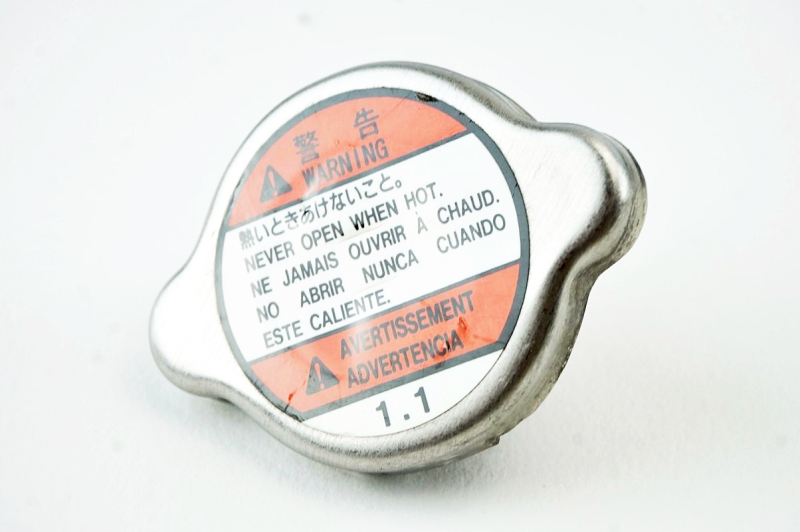 警告
WARNING
熱いときあけないこと。
NEVER OPEN WHEN HOT.
NE JAMAIS OUVRIR À CHAUD.
NO ABRIR NUNCA CUANDO
ESTE CALIENTE.
AVERTISSEMENT
ADVERTENCIA
1.1